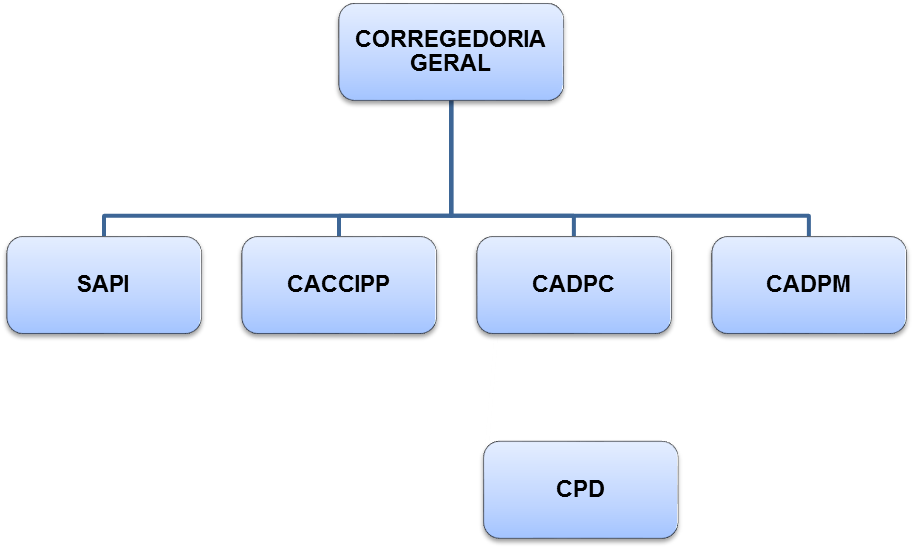 CORREGEDORIA
GERAL
SAPI
CACCIPP
CADPC
CADPM
CPD